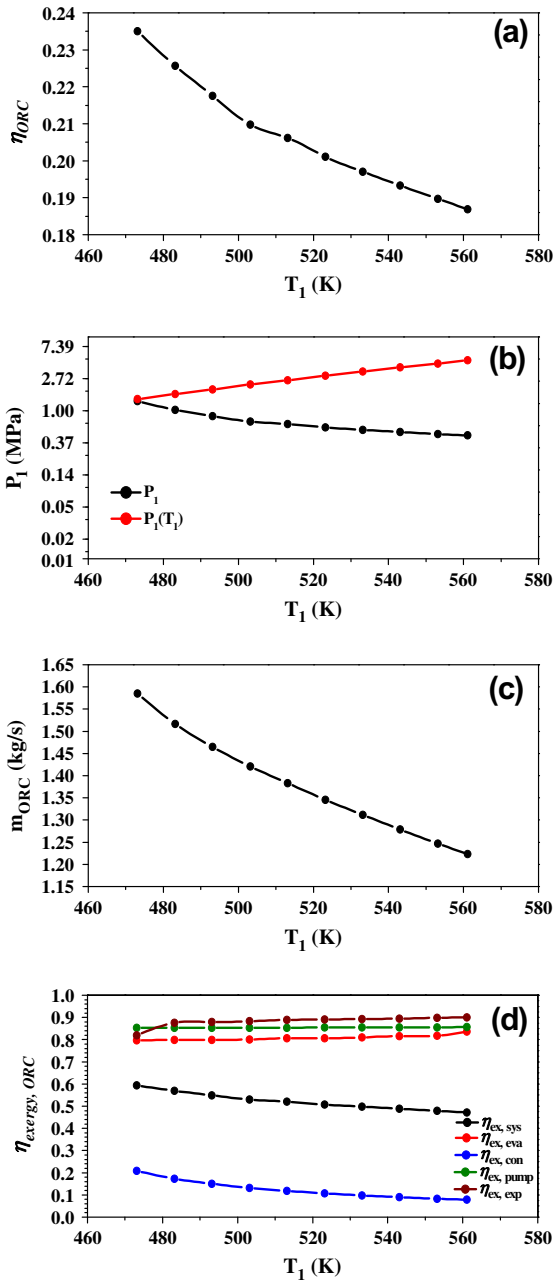 (a)
0.24
0.23
0.22
0.21
0.20
0.19
0.18
η_ORC
460 480 500 520 540 560 580
T_1 (K)
(b)
7.39
2.72
1.00
0.37
0.14
0.05
0.02
0.01
P_1 (MPa)
P_1
P_1(T_1)
460 480 500 520 540 560 580
T_1 (K)
(c)
1.65
1.60
1.55
1.50
1.45
1.40
1.35
1.30
1.25
1.20
1.15
m_ORC (kg/s)
460 480 500 520 540 560 580
T_1 (K)
(d)
1.0
0.9
0.8
0.7
0.6
0.5
0.4
0.3
0.2
0.1
0.0
η_exergy, ORC
η_ex, sys
η_ex, eva
η_ex, con
η_ex, pump
η_ex, exp
460 480 500 520 540 560 580
T_1 (K)